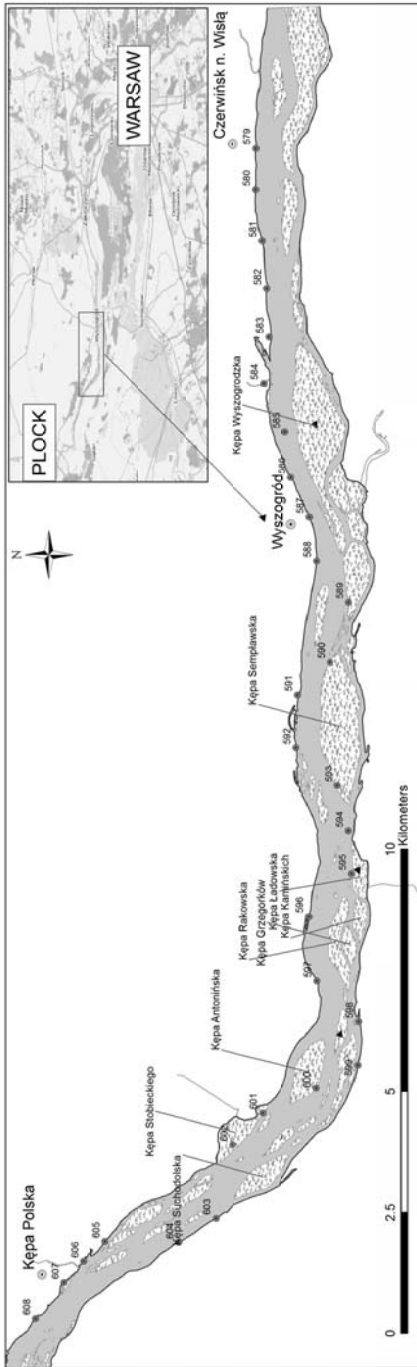 PLOCK
WARSAW
N
Czerwińsk n. Wisłą
579
580
581
582
583
584
585
586
Kępa Wyszogrodzka
Wyszogród
587
588
589
590
591
592
593
594
Kępa Sempławska
595
596
597
598
599
Kępa Rakowska
Kępa Grzegorków
Kępa Ładowska
Kępa Kamińskich
Kępa Antonińska
600
601
602
Kępa Stobieckiego
Kępa Suchodolska
603
604
605
606
607
608
Kępa Polska
0
2.5
5
10
Kilometers